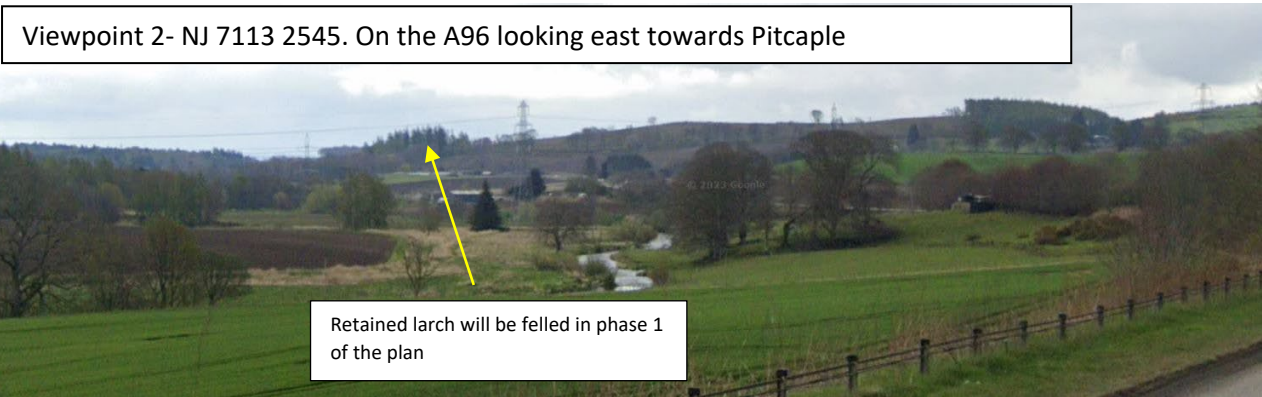 Viewpoint 2- NJ 7113 2545. On the A96 looking east towards Pitcaple
© 2023 Google
Retained larch will be felled in phase 1
of the plan